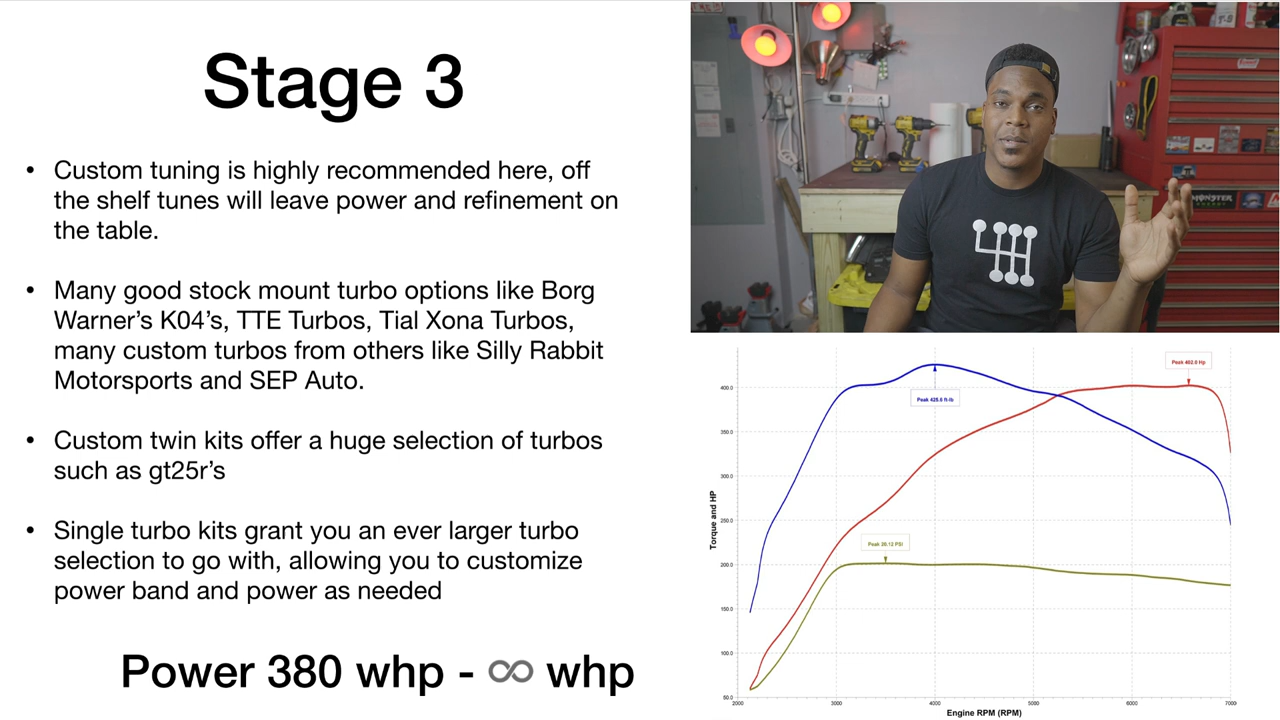 Stage 3
• Custom tuning is highly recommended here, off
the shelf tunes will leave power and refinement on
the table.
• Many good stock mount turbo options like Borg
Warner’s K04’s, TTE Turbos, Tial Xona Turbos,
many custom turbos from others like Silly Rabbit
Motorsports and SEP Auto.
• Custom twin kits offer a huge selection of turbos
such as gt25r’s
• Single turbo kits grant you an ever larger turbo
selection to go with, allowing you to customize
power band and power as needed
Power 380 whp - ∞ whp
T-5
MONSTER
Peak 402.0 Hp
Peak 20.12 PSI
Torque and HP
400.0
350.0
300.0
250.0
200.0
150.0
100.0
50.0
2000 3000 4000 5000 6000 7000
Engine RPM (RPM)